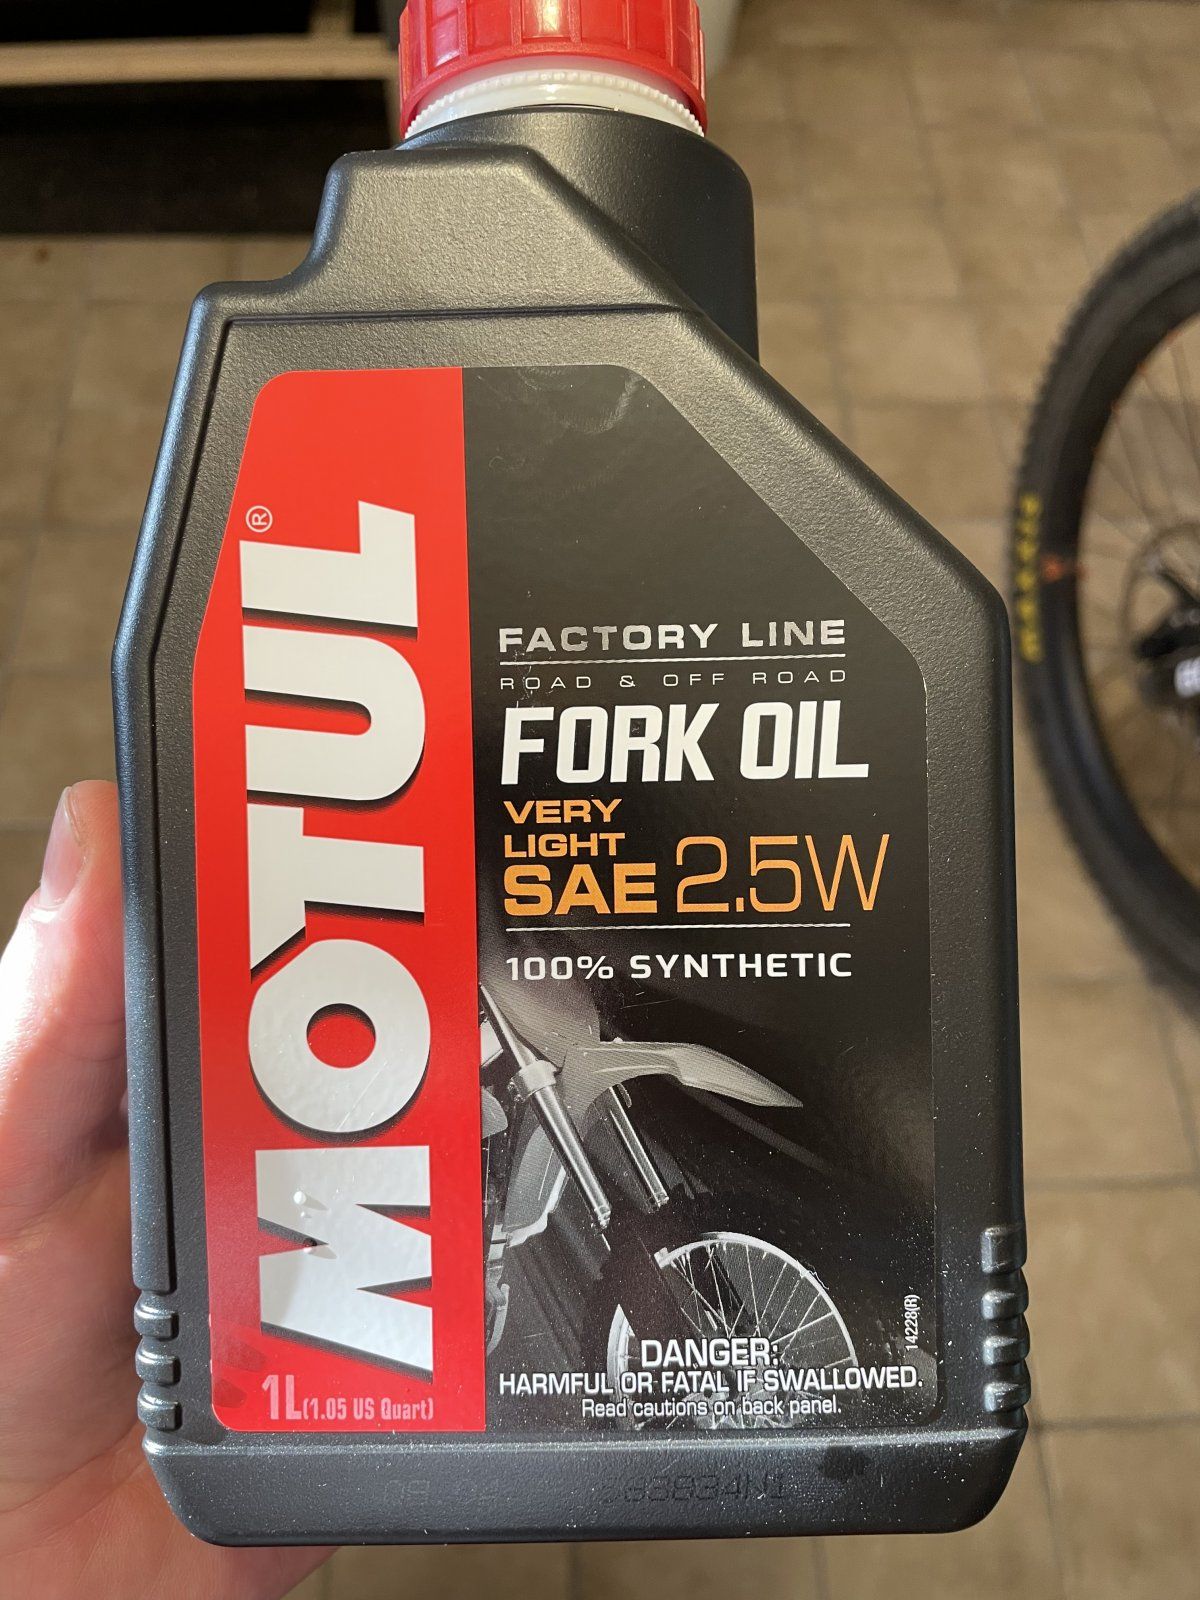 MOTUL®
FACTORY LINE
ROAD & OFF ROAD
FORK OIL
VERY
LIGHT
SAE 2.5W
100% SYNTHETIC
14228(R)
DANGER:
HARMFUL OR FATAL IF SWALLOWED.
Read cautions on back panel.
1L (1.05 US Quart)